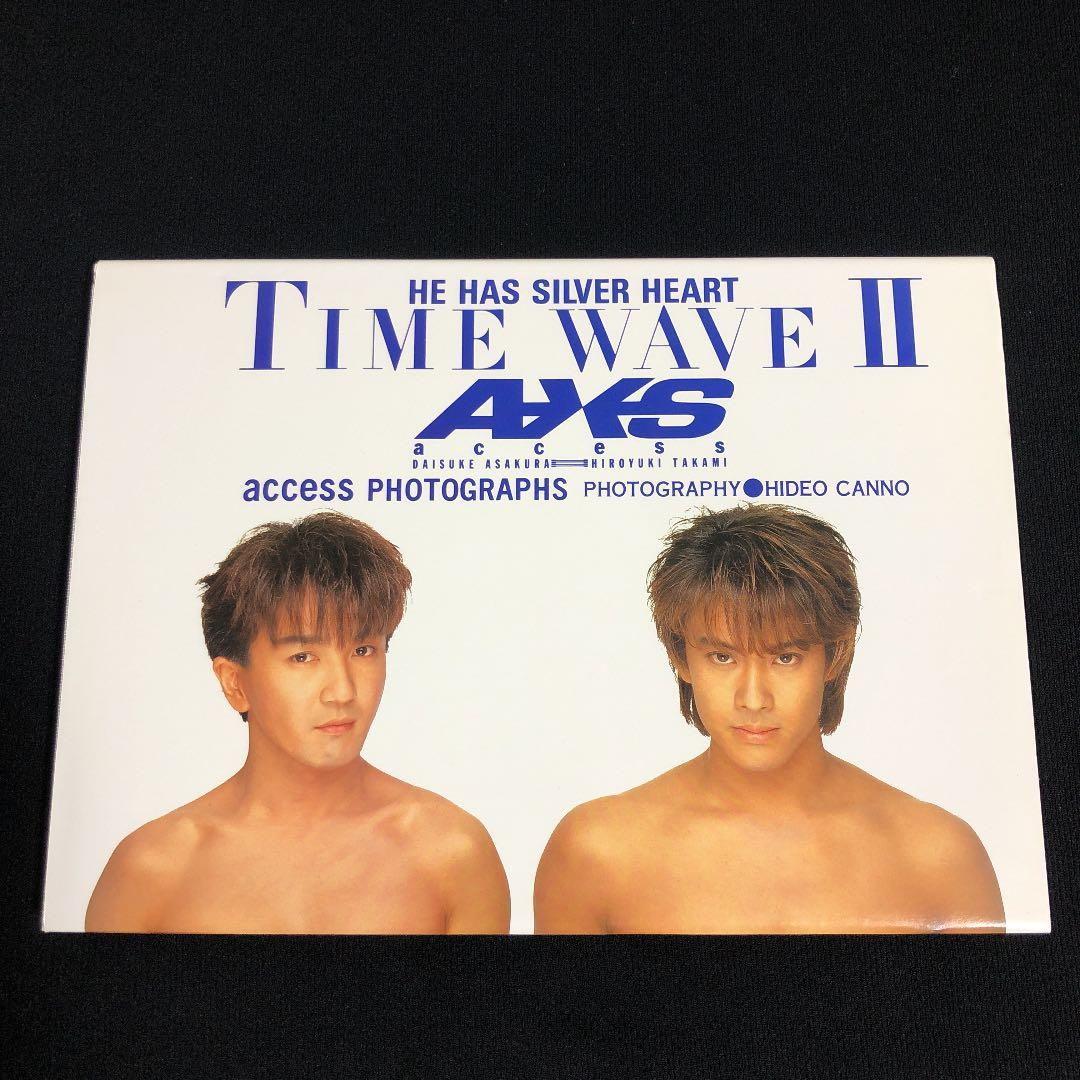 HE HAS SILVER HEART
TIME WAVE II
AXS
access
DAISUKE ASAKURA HIROYUKI TAKAMI
access PHOTOGRAPHS PHOTOGRAPHY●HIDEO CANNO